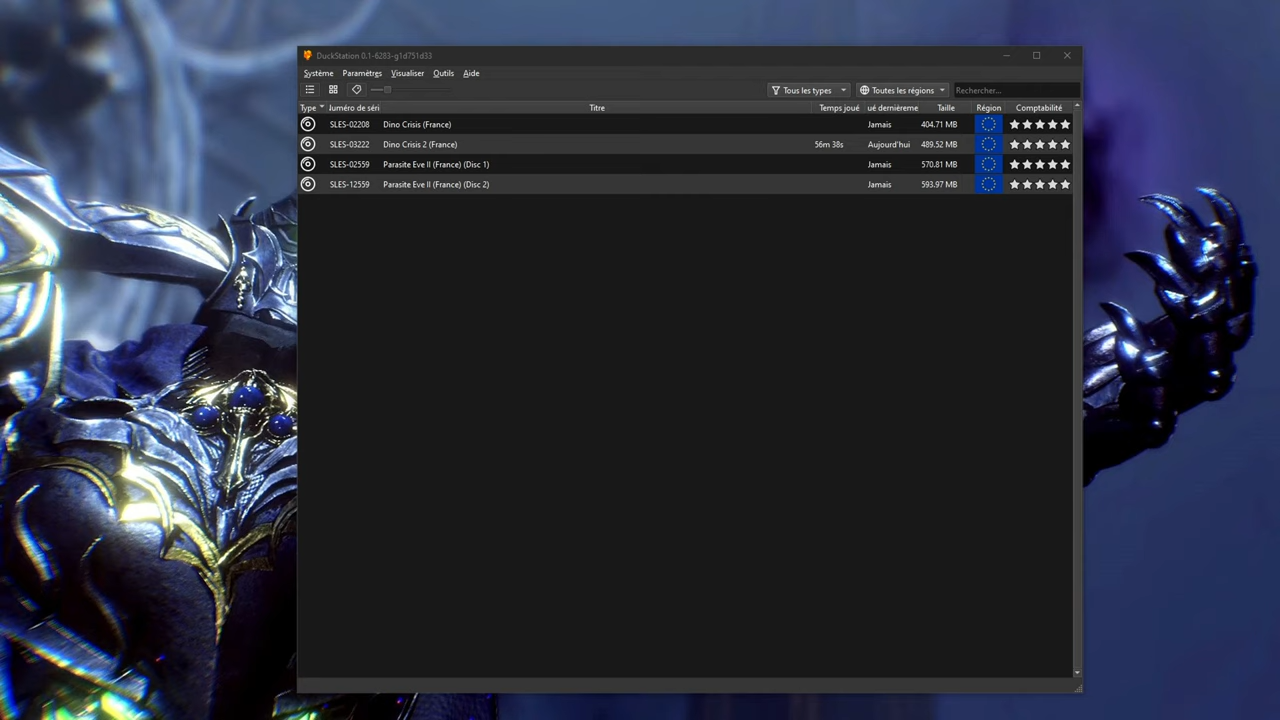 DuckStation 0.1-6283-g1d751d33
Système Paramètres Visualiser Outils Aide
Tous les types Toutes les régions Rechercher...
Type uméro de séri Titre Temps joué ué dernièreme Taille Région Comptabilité
SLES-02208 Dino Crisis (France) Jamais 404.71 MB
SLES-03222 Dino Crisis 2 (France) 56m 38s Aujourd'hui 489.52 MB
SLES-02559 Parasite Eve II (France) (Disc 1) Jamais 570.81 MB
SLES-12559 Parasite Eve II (France) (Disc 2) Jamais 593.97 MB